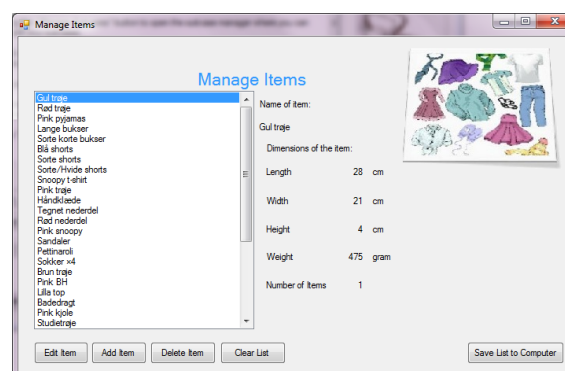 Manage Items
Manage Items
Gul trøje
Rød trøje
Pink pyjamas
Lange bukser
Sorte korte bukser
Blå shorts
Sorte shorts
Sorte/Hvide shorts
Snoopy t-shirt
Pink trøje
Håndklæde
Tegnet nederdel
Rød nederdel
Pink snoopy
Sandaler
Pettinaroli
Sokker ×4
Brun trøje
Pink BH
Lilla top
Badedragt
Pink kjole
Studietrøje
Name of item:
Gul trøje
Dimensions of the item:
Length 28 cm
Width 21 cm
Height 4 cm
Weight 475 gram
Number of Items 1
Edit Item Add Item Delete Item Clear List Save List to Computer